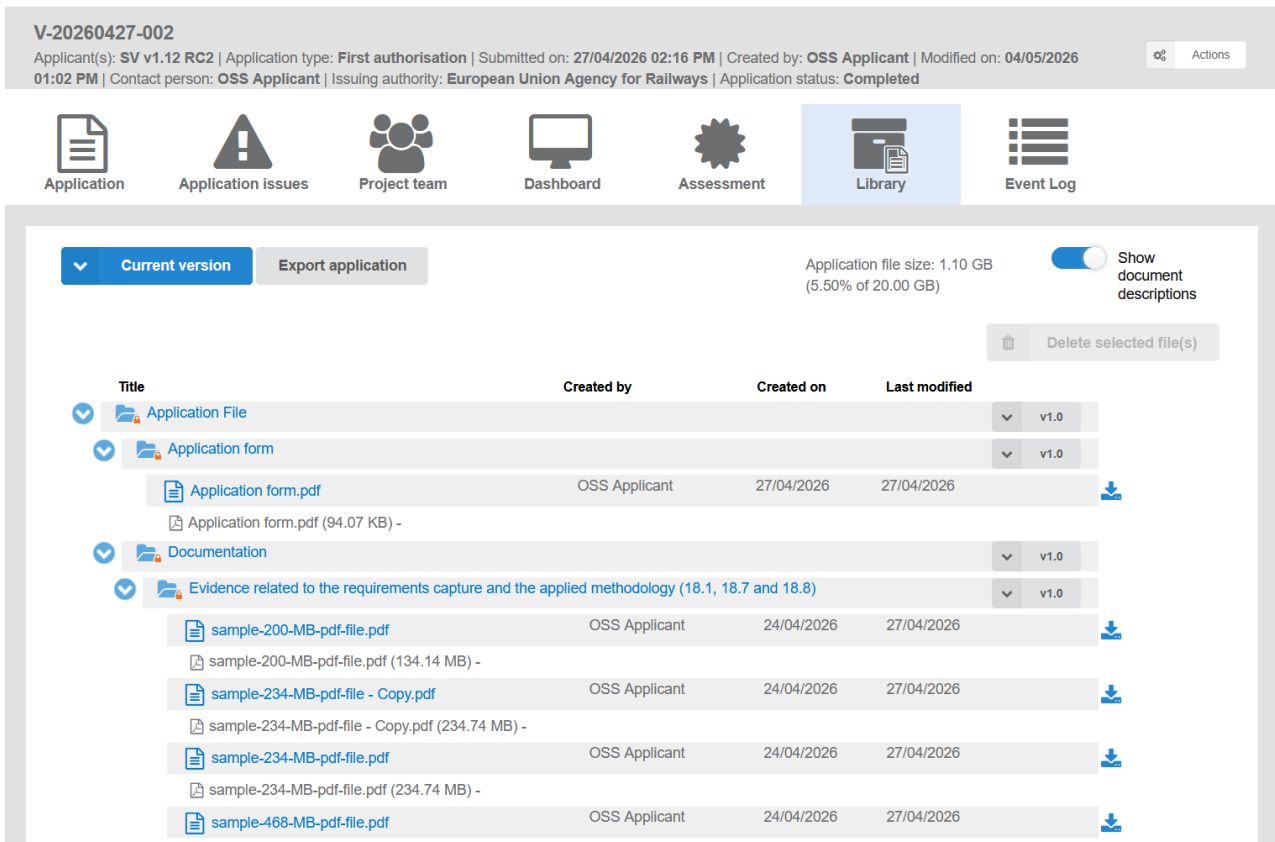 V-20260427-002
Applicant(s): SV v1.12 RC2 | Application type: First authorisation | Submitted on: 27/04/2026 02:16 PM | Created by: OSS Applicant | Modified on: 04/05/2026
01:02 PM | Contact person: OSS Applicant | Issuing authority: European Union Agency for Railways | Application status: Completed
Actions
Application Application issues Project team Dashboard Assessment Library Event Log
Current version Export application
Application file size: 1.10 GB
(5.50% of 20.00 GB)
Show
document
descriptions
Delete selected file(s)
Title Created by Created on Last modified
Application File v1.0
Application form v1.0
Application form.pdf OSS Applicant 27/04/2026 27/04/2026
Application form.pdf (94.07 KB) -
Documentation v1.0
Evidence related to the requirements capture and the applied methodology (18.1, 18.7 and 18.8) v1.0
sample-200-MB-pdf-file.pdf OSS Applicant 24/04/2026 27/04/2026
sample-200-MB-pdf-file.pdf (134.14 MB) -
sample-234-MB-pdf-file - Copy.pdf OSS Applicant 24/04/2026 27/04/2026
sample-234-MB-pdf-file - Copy.pdf (234.74 MB) -
sample-234-MB-pdf-file.pdf OSS Applicant 24/04/2026 27/04/2026
sample-234-MB-pdf-file.pdf (234.74 MB) -
sample-468-MB-pdf-file.pdf OSS Applicant 24/04/2026 27/04/2026